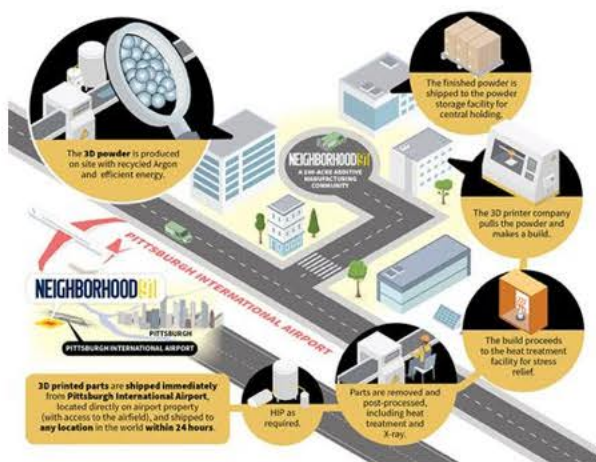 The 3D powder is produced
on site with recycled Argon
and efficient energy.
The finished powder is
shipped to the powder
storage facility for
central holding.
NEIGHBORHOOD 91
A 195-ACRE ADDITIVE
MANUFACTURING
COMMUNITY
The 3D printer company
pulls the powder and
makes a build.
PITTSBURGH INTERNATIONAL AIRPORT
NEIGHBORHOOD 91
PITTSBURGH
PITTSBURGH INTERNATIONAL AIRPORT
The build proceeds
to the heat treatment
facility for stress
relief.
Parts are removed and
post-processed,
including heat
treatment and
X-ray.
HIP as
required.
3D printed parts are shipped immediately
from Pittsburgh International Airport,
located directly on airport property
(with access to the airfield), and shipped to
any location in the world within 24 hours.